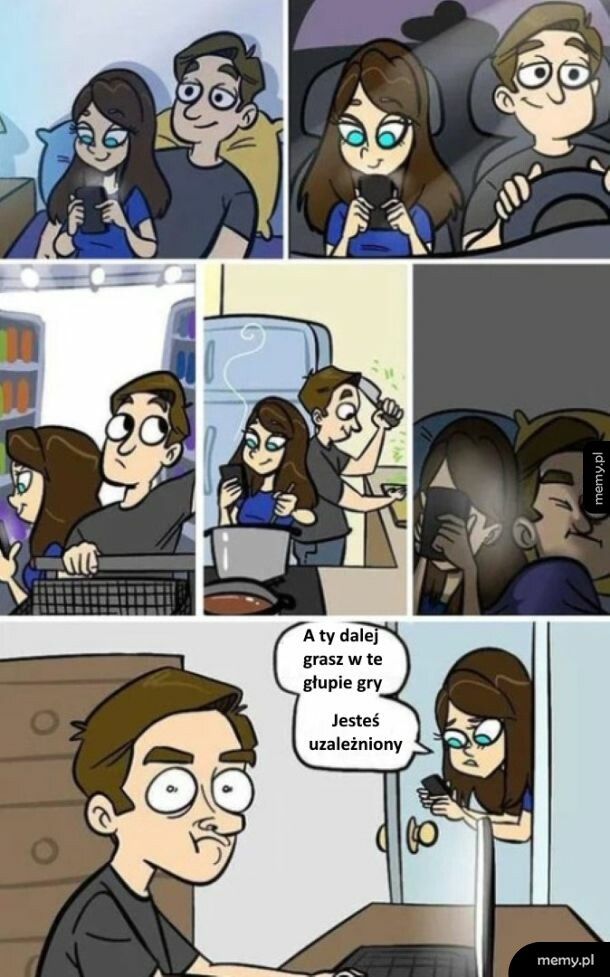 memy.pl
A ty dalej
grasz w te
głupie gry
Jesteś
uzależniony
memy.pl